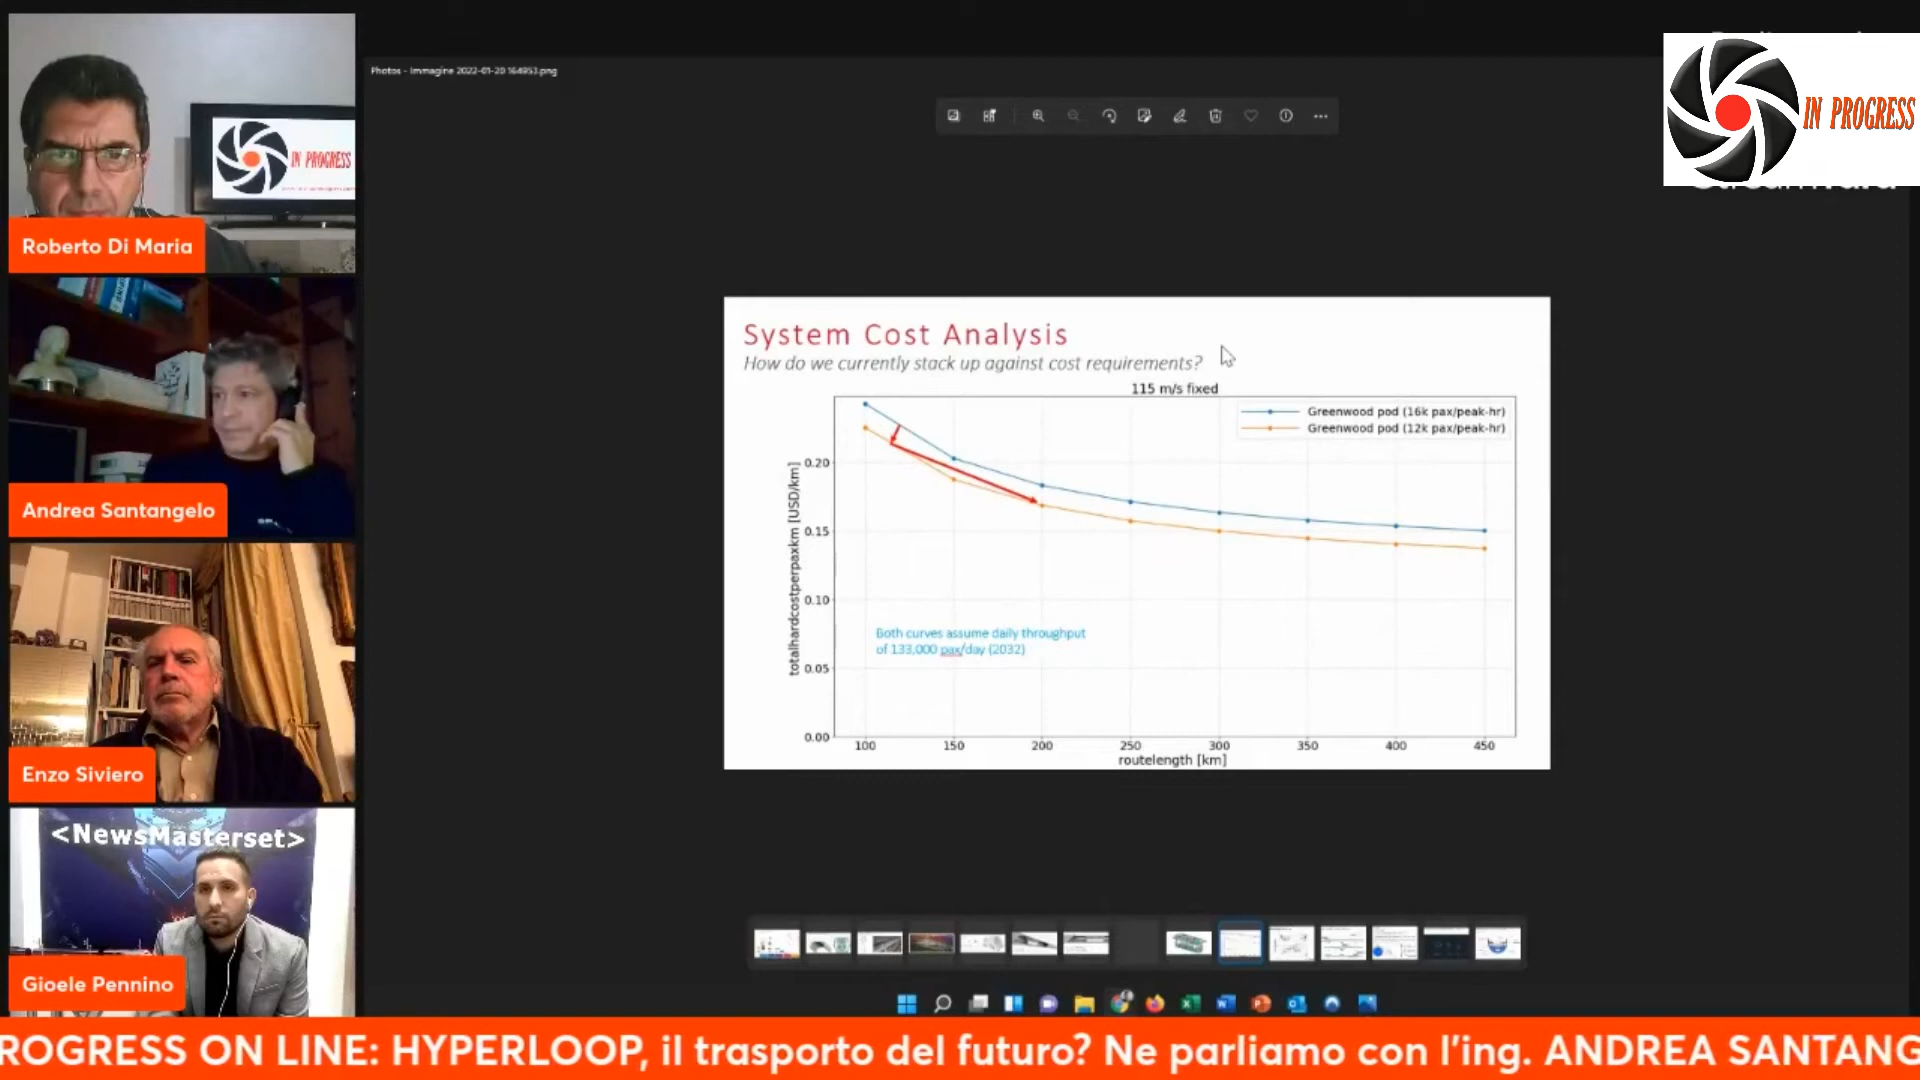 Photos - Immagine 2022-01-20 164953.png
IN PROGRESS
IN PROGRESS
Roberto Di Maria
Andrea Santangelo
Enzo Siviero
<NewsMasterset>
Gioele Pennino
System Cost Analysis
How do we currently stack up against cost requirements?
115 m/s fixed
Greenwood pod (16k pax/peak-hr)
Greenwood pod (12k pax/peak-hr)
totalhardcostperpaxkm [USD/km]
0.20
0.15
0.10
0.05
0.00
Both curves assume daily throughput
of 133,000 pax/day (2032)
100 150 200 250 300 350 400 450
routelength [km]
ROGRESS ON LINE: HYPERLOOP, il trasporto del futuro? Ne parliamo con l'ing. ANDREA SANTANG